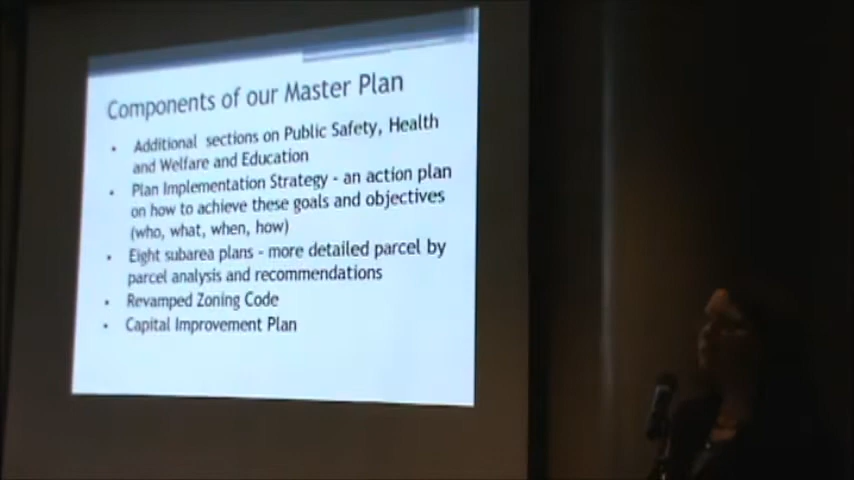 Components of our Master Plan
• Additional sections on Public Safety, Health
and Welfare and Education
• Plan Implementation Strategy - an action plan
on how to achieve these goals and objectives
(who, what, when, how)
• Eight subarea plans - more detailed parcel by
parcel analysis and recommendations
• Revamped Zoning Code
• Capital Improvement Plan